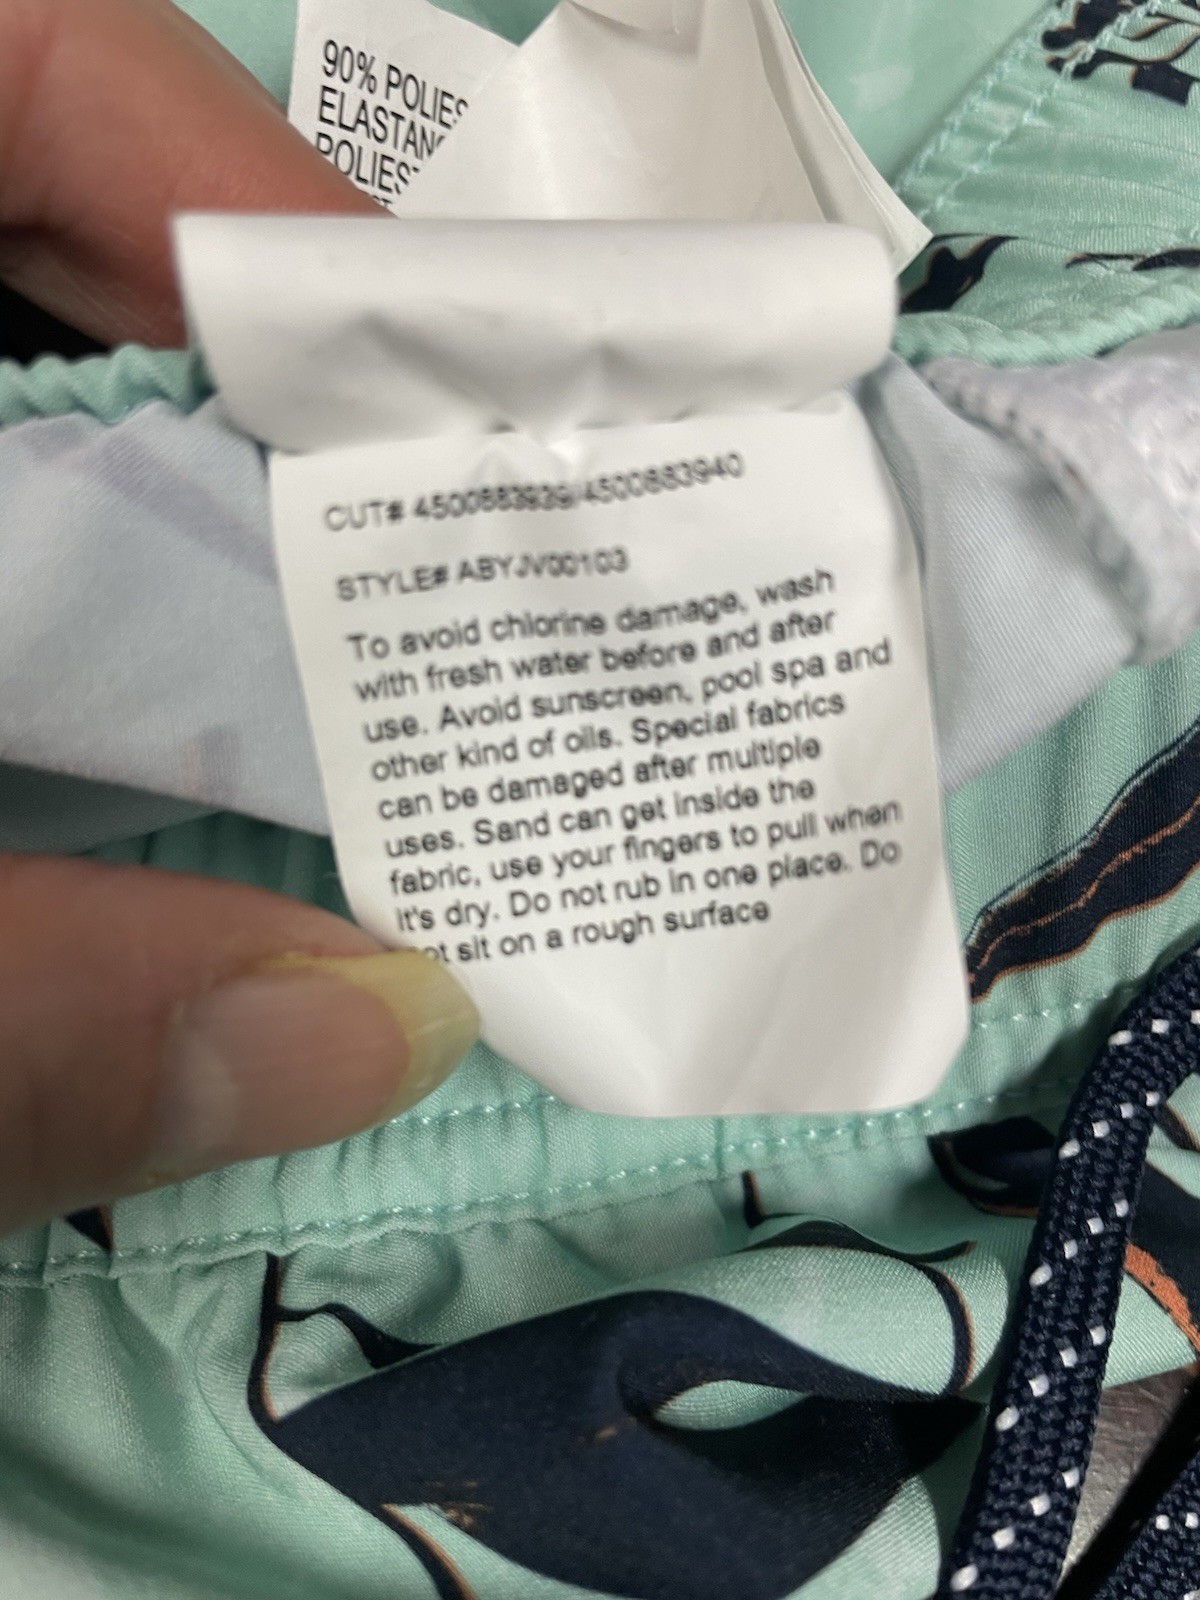 90% POLIES
ELASTAN
POLIEST
CUT# 4500883939/4500883940
STYLE# ABYJV00103
To avoid chlorine damage, wash
with fresh water before and after
use. Avoid sunscreen, pool spa and
other kind of oils. Special fabrics
can be damaged after multiple
uses. Sand can get inside the
fabric, use your fingers to pull when
it's dry. Do not rub in one place. Do
ot sit on a rough surface